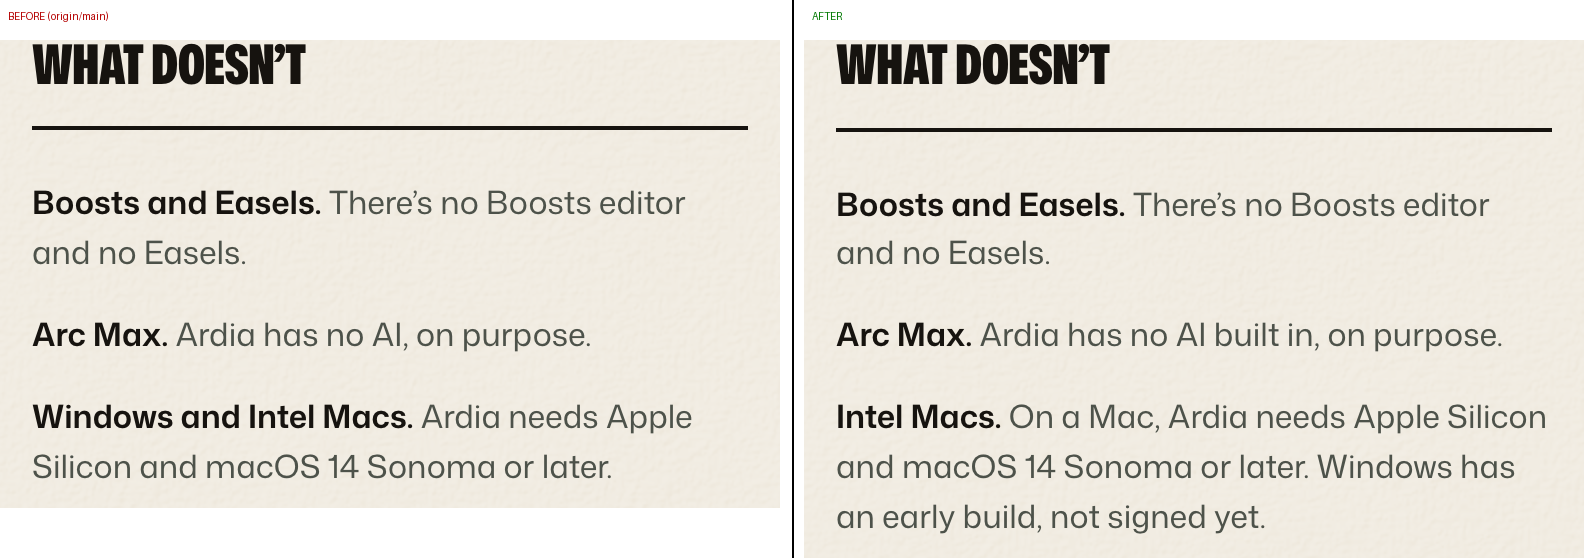 BEFORE (origin/main)
WHAT DOESN’T
Boosts and Easels. There’s no Boosts editor
and no Easels.
Arc Max. Ardia has no AI, on purpose.
Windows and Intel Macs. Ardia needs Apple
Silicon and macOS 14 Sonoma or later.
AFTER
WHAT DOESN’T
Boosts and Easels. There’s no Boosts editor
and no Easels.
Arc Max. Ardia has no AI built in, on purpose.
Intel Macs. On a Mac, Ardia needs Apple Silicon
and macOS 14 Sonoma or later. Windows has
an early build, not signed yet.